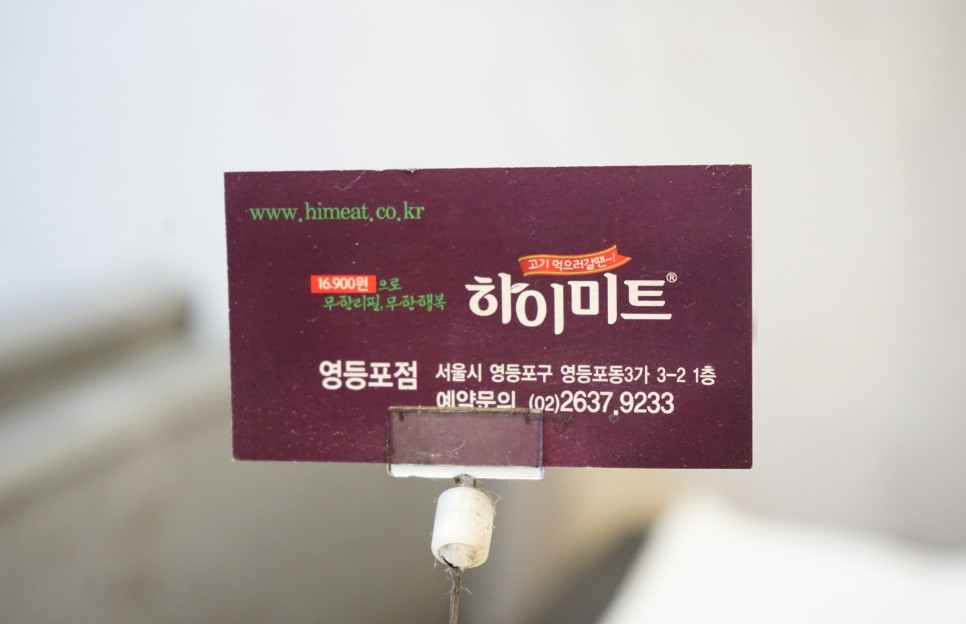 www.himeat.co.kr
고기 먹으러갈땐~!
16.900원 으로
무한리필, 무한행복
하이미트®
영등포점 서울시 영등포구 영등포동3가 3-2 1층
예약문의 (02)2637.9233